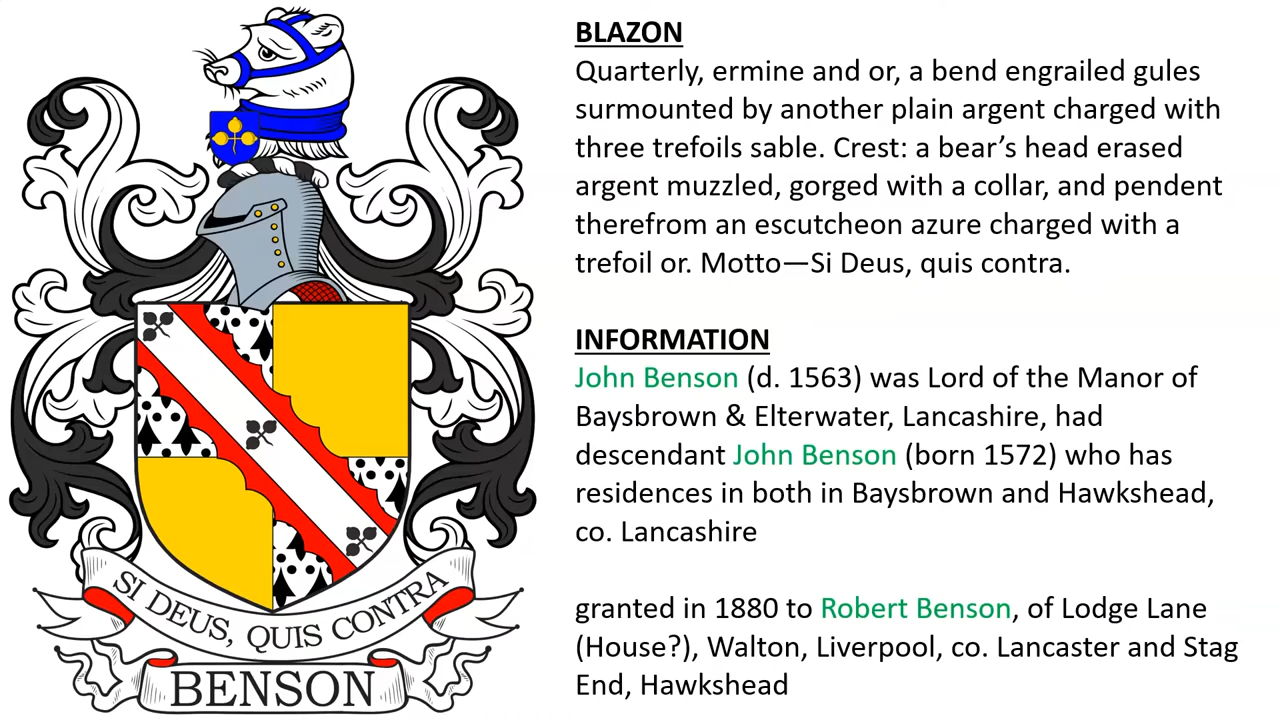 SI DEUS, QUIS CONTRA
BENSON
BLAZON
Quarterly, ermine and or, a bend engrailed gules
surmounted by another plain argent charged with
three trefoils sable. Crest: a bear’s head erased
argent muzzled, gorged with a collar, and pendent
therefrom an escutcheon azure charged with a
trefoil or. Motto—Si Deus, quis contra.
INFORMATION
John Benson (d. 1563) was Lord of the Manor of
Baysbrown & Elterwater, Lancashire, had
descendant John Benson (born 1572) who has
residences in both in Baysbrown and Hawkshead,
co. Lancashire
granted in 1880 to Robert Benson, of Lodge Lane
(House?), Walton, Liverpool, co. Lancaster and Stag
End, Hawkshead